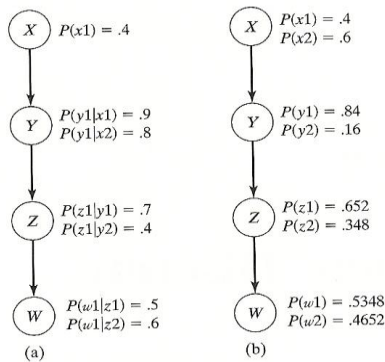 X P(x1) = .4
Y P(y1|x1) = .9
P(y1|x2) = .8
Z P(z1|y1) = .7
P(z1|y2) = .4
W P(w1|z1) = .5
P(w1|z2) = .6
(a)
X P(x1) = .4
P(x2) = .6
Y P(y1) = .84
P(y2) = .16
Z P(z1) = .652
P(z2) = .348
W P(w1) = .5348
P(w2) = .4652
(b)